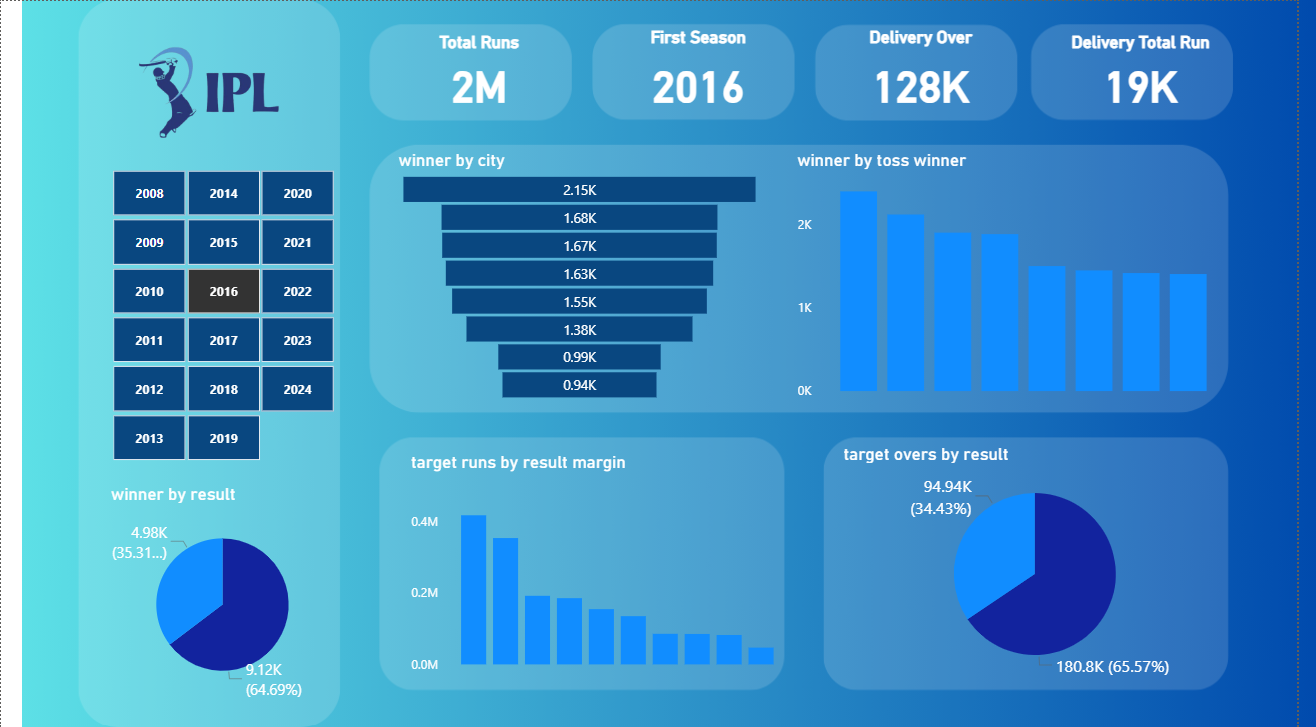 IPL
2008 2014 2020
2009 2015 2021
2010 2016 2022
2011 2017 2023
2012 2018 2024
2013 2019
winner by result
4.98K
(35.31...)
9.12K
(64.69%)
Total Runs
2M
First Season
2016
Delivery Over
128K
Delivery Total Run
19K
winner by city
2.15K
1.68K
1.67K
1.63K
1.55K
1.38K
0.99K
0.94K
winner by toss winner
2K
1K
0K
target runs by result margin
0.4M
0.2M
0.0M
target overs by result
94.94K
(34.43%)
180.8K (65.57%)